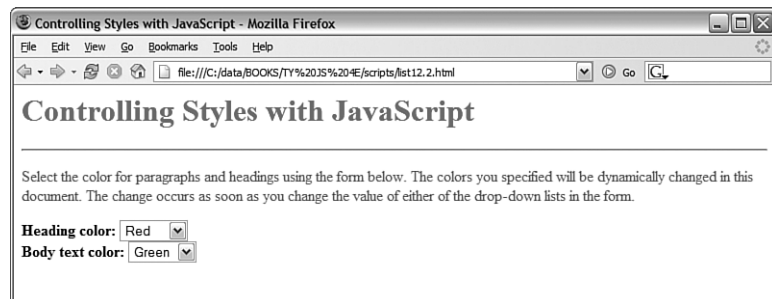 Controlling Styles with JavaScript - Mozilla Firefox
File Edit View Go Bookmarks Tools Help
file:///C:/data/BOOKS/TY%20JS%204E/scripts/list12.2.html Go G
Controlling Styles with JavaScript
Select the color for paragraphs and headings using the form below. The colors you specified will be dynamically changed in this
document. The change occurs as soon as you change the value of either of the drop-down lists in the form.
Heading color: Red
Body text color: Green